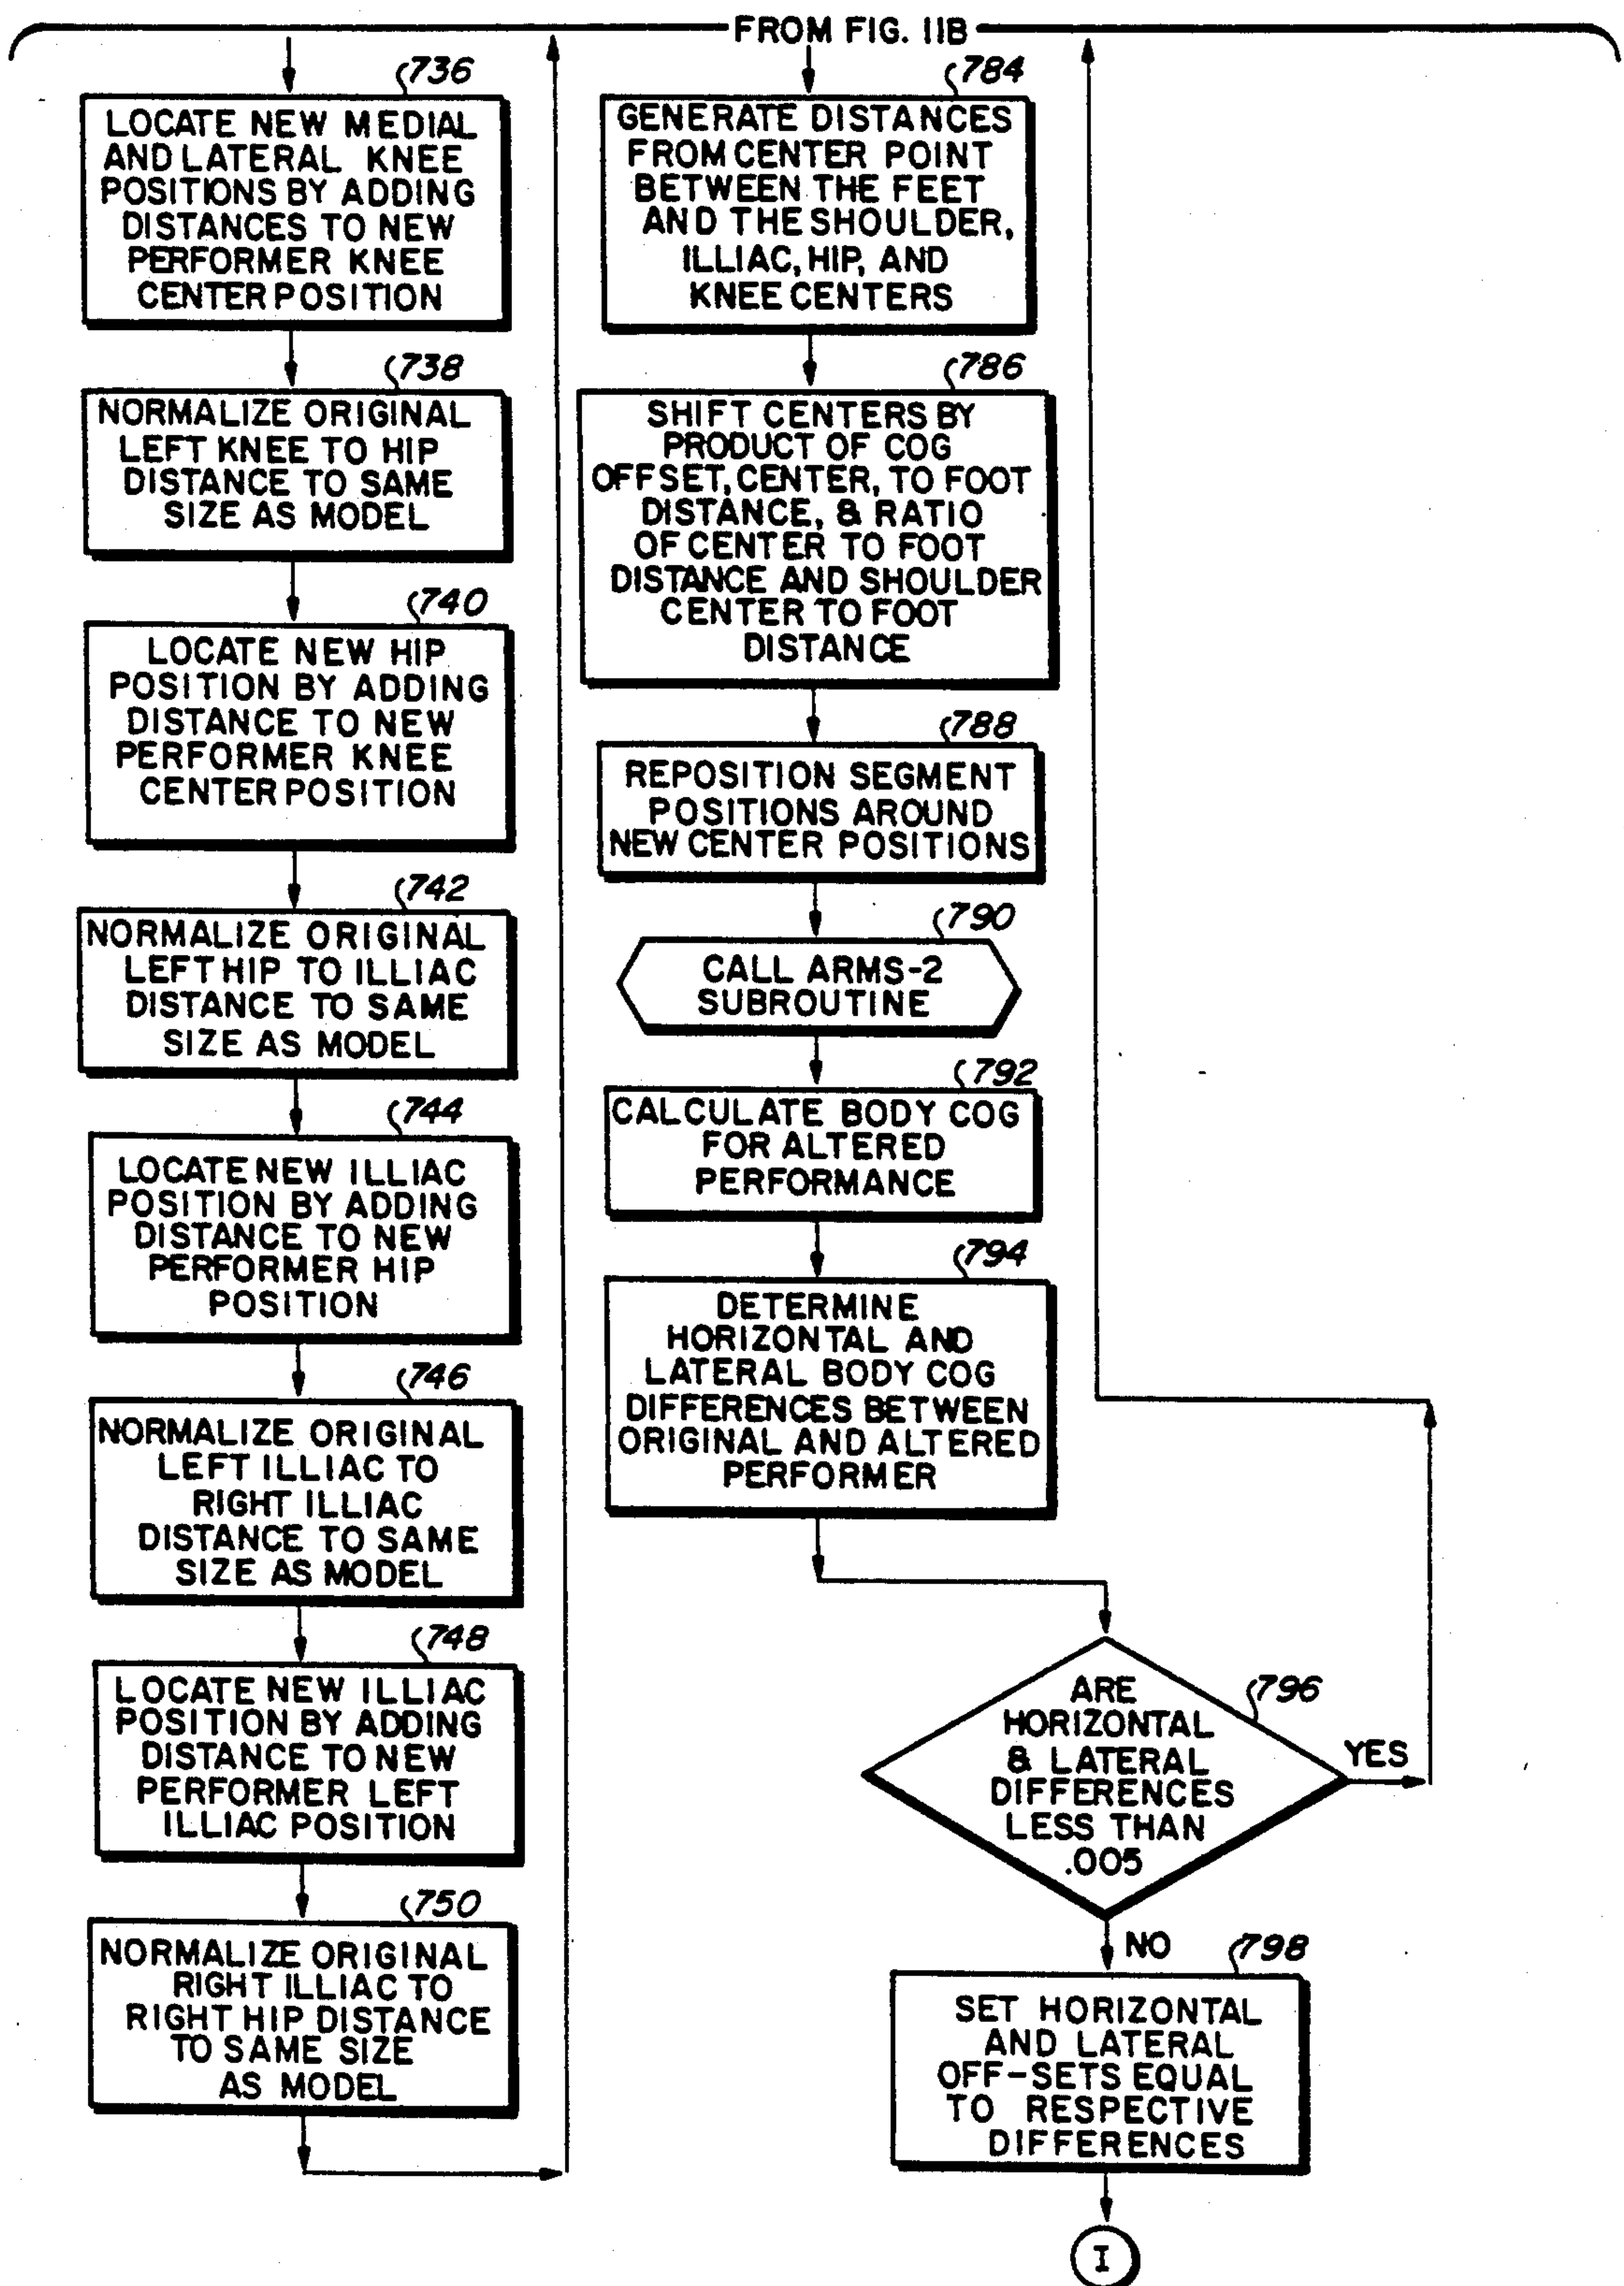 FROM FIG. 11B
736
LOCATE NEW MEDIAL
AND LATERAL KNEE
POSITIONS BY ADDING
DISTANCES TO NEW
PERFORMER KNEE
CENTER POSITION
738
NORMALIZE ORIGINAL
LEFT KNEE TO HIP
DISTANCE TO SAME
SIZE AS MODEL
740
LOCATE NEW HIP
POSITION BY ADDING
DISTANCE TO NEW
PERFORMER KNEE
CENTER POSITION
742
NORMALIZE ORIGINAL
LEFT HIP TO ILLIAC
DISTANCE TO SAME
SIZE AS MODEL
744
LOCATE NEW ILLIAC
POSITION BY ADDING
DISTANCE TO NEW
PERFORMER HIP
POSITION
746
NORMALIZE ORIGINAL
LEFT ILLIAC TO
RIGHT ILLIAC
DISTANCE TO SAME
SIZE AS MODEL
748
LOCATE NEW ILLIAC
POSITION BY ADDING
DISTANCE TO NEW
PERFORMER LEFT
ILLIAC POSITION
750
NORMALIZE ORIGINAL
RIGHT ILLIAC TO
RIGHT HIP DISTANCE
TO SAME SIZE
AS MODEL
784
GENERATE DISTANCES
FROM CENTER POINT
BETWEEN THE FEET
AND THE SHOULDER,
ILLIAC, HIP, AND
KNEE CENTERS
786
SHIFT CENTERS BY
PRODUCT OF COG
OFFSET, CENTER, TO FOOT
DISTANCE, & RATIO
OF CENTER TO FOOT
DISTANCE AND SHOULDER
CENTER TO FOOT
DISTANCE
788
REPOSITION SEGMENT
POSITIONS AROUND
NEW CENTER POSITIONS
790
CALL ARMS-2
SUBROUTINE
792
CALCULATE BODY COG
FOR ALTERED
PERFORMANCE
794
DETERMINE
HORIZONTAL AND
LATERAL BODY COG
DIFFERENCES BETWEEN
ORIGINAL AND ALTERED
PERFORMER
796
ARE
HORIZONTAL
& LATERAL
DIFFERENCES
LESS THAN
.005
YES
NO
798
SET HORIZONTAL
AND LATERAL
OFF-SETS EQUAL
TO RESPECTIVE
DIFFERENCES
I